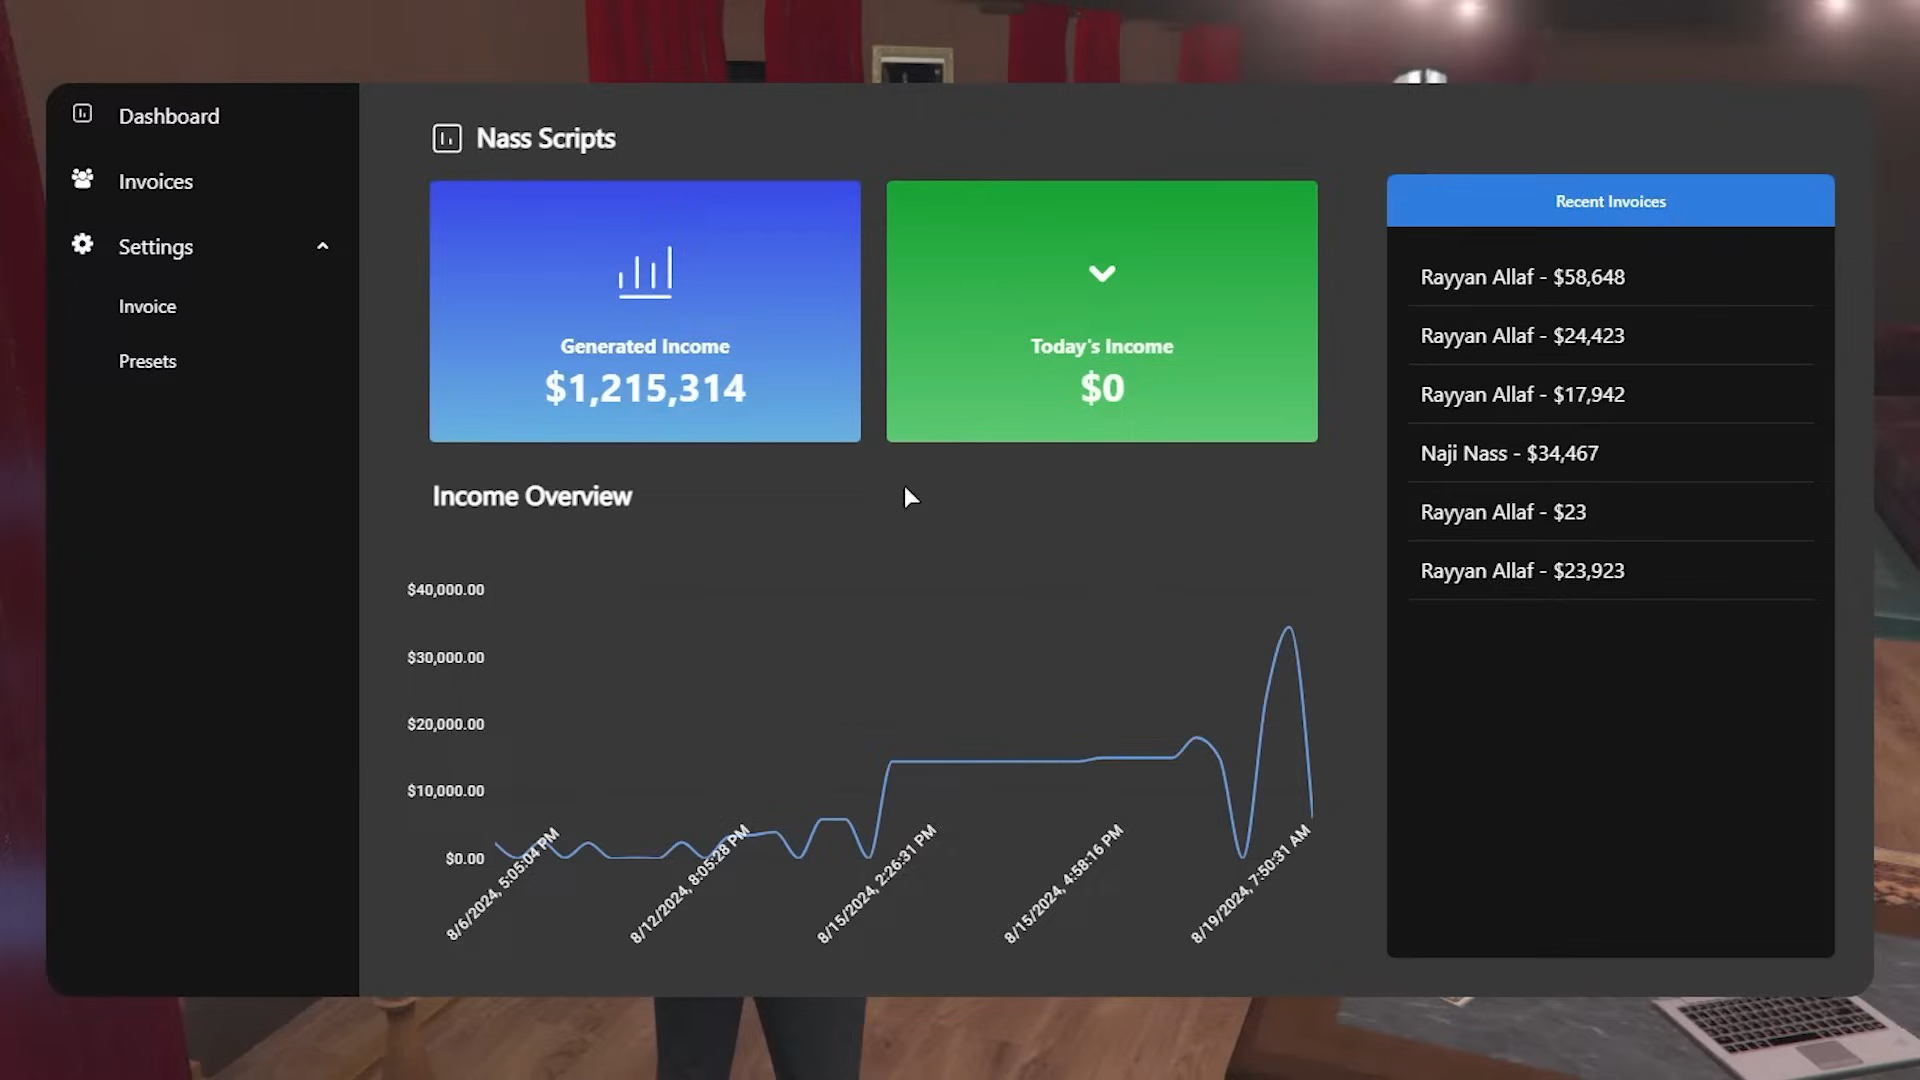 Dashboard
Invoices
Settings
Invoice
Presets
Nass Scripts
Generated Income
$1,215,314
Today's Income
$0
Income Overview
$40,000.00
$30,000.00
$20,000.00
$10,000.00
$0.00
8/6/2024, 5:05:04 PM
8/12/2024, 8:05:28 PM
8/15/2024, 2:26:31 PM
8/15/2024, 4:58:16 PM
8/19/2024, 7:50:31 AM
Recent Invoices
Rayyan Allaf - $58,648
Rayyan Allaf - $24,423
Rayyan Allaf - $17,942
Naji Nass - $34,467
Rayyan Allaf - $23
Rayyan Allaf - $23,923